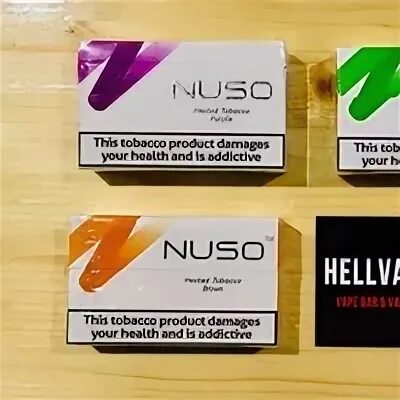 NUSO
Heated Tobacco
Purple
This tobacco product damages
your health and is addictive
This to
your h
NUSO
Heated Tobacco
Brown
This tobacco product damages
your health and is addictive
HELLVA
VAPE BAR & VA